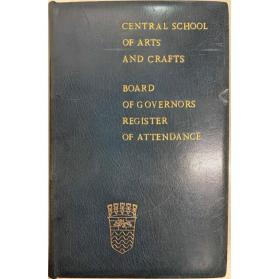 CENTRAL SCHOOL
OF ARTS
AND CRAFTS
BOARD
OF GOVERNORS
REGISTER
OF ATTENDANCE